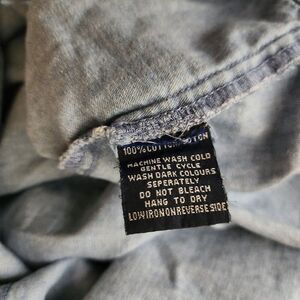 100% COTTON/COTON
MACHINE WASH COLD
GENTLE CYCLE
WASH DARK COLOURS
SEPERATELY
DO NOT BLEACH
HANG TO DRY
LOW IRON ON REVERSE SIDE